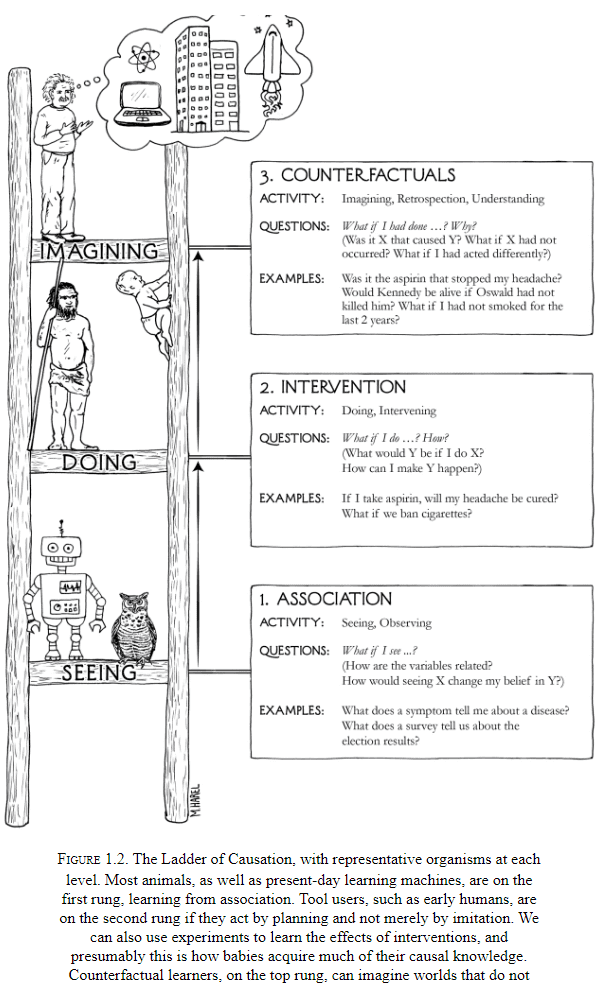 3. COUNTERFACTUALS
ACTIVITY: Imagining, Retrospection, Understanding
QUESTIONS: What if I had done …? Why?
(Was it X that caused Y? What if X had not
occurred? What if I had acted differently?)
EXAMPLES: Was it the aspirin that stopped my headache?
Would Kennedy be alive if Oswald had not
killed him? What if I had not smoked for the
last 2 years?
IMAGINING
2. INTERVENTION
ACTIVITY: Doing, Intervening
QUESTIONS: What if I do …? How?
(What would Y be if I do X?
How can I make Y happen?)
EXAMPLES: If I take aspirin, will my headache be cured?
What if we ban cigarettes?
DOING
1. ASSOCIATION
ACTIVITY: Seeing, Observing
QUESTIONS: What if I see ...?
(How are the variables related?
How would seeing X change my belief in Y?)
EXAMPLES: What does a symptom tell me about a disease?
What does a survey tell us about the
election results?
SEEING
M. HAREL
FIGURE 1.2. The Ladder of Causation, with representative organisms at each
level. Most animals, as well as present-day learning machines, are on the
first rung, learning from association. Tool users, such as early humans, are
on the second rung if they act by planning and not merely by imitation. We
can also use experiments to learn the effects of interventions, and
presumably this is how babies acquire much of their causal knowledge.
Counterfactual learners, on the top rung, can imagine worlds that do not